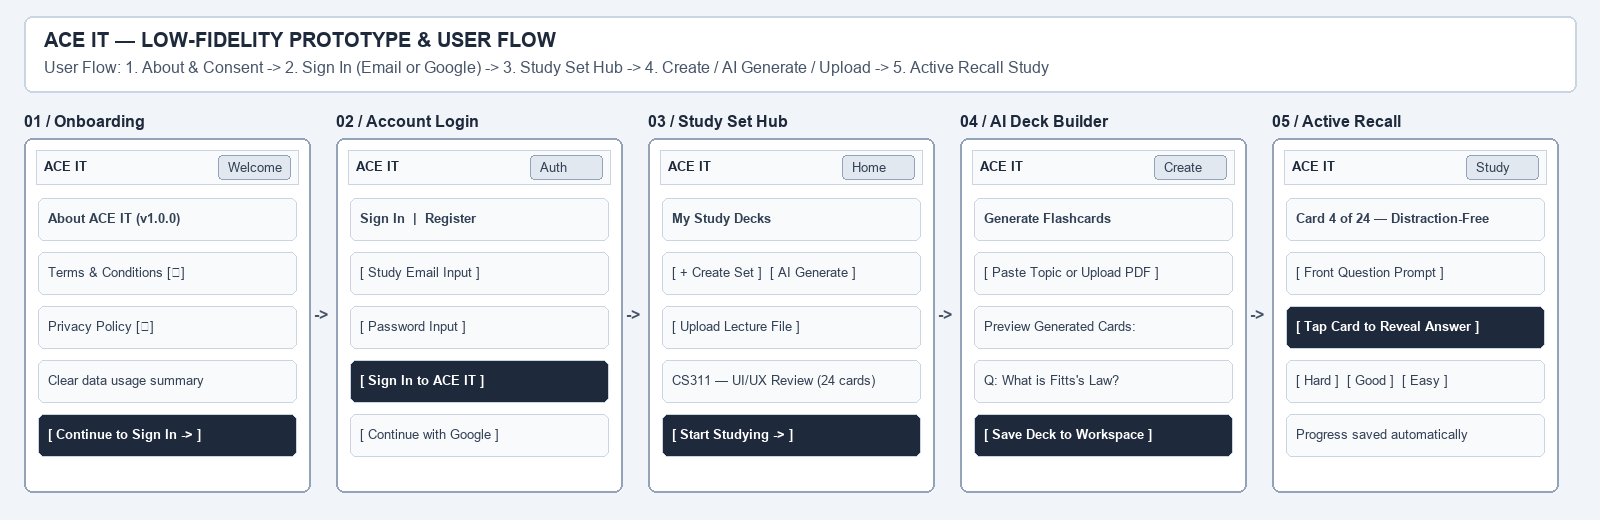 ACE IT — LOW-FIDELITY PROTOTYPE & USER FLOW
User Flow: 1. About & Consent -> 2. Sign In (Email or Google) -> 3. Study Set Hub -> 4. Create / AI Generate / Upload -> 5. Active Recall Study
01 / Onboarding
ACE IT
Welcome
About ACE IT (v1.0.0)
Terms & Conditions [▯]
Privacy Policy [▯]
Clear data usage summary
[ Continue to Sign In -> ]
->
02 / Account Login
ACE IT
Auth
Sign In | Register
[ Study Email Input ]
[ Password Input ]
[ Sign In to ACE IT ]
[ Continue with Google ]
->
03 / Study Set Hub
ACE IT
Home
My Study Decks
[ + Create Set ] [ AI Generate ]
[ Upload Lecture File ]
CS311 — UI/UX Review (24 cards)
[ Start Studying -> ]
->
04 / AI Deck Builder
ACE IT
Create
Generate Flashcards
[ Paste Topic or Upload PDF ]
Preview Generated Cards:
Q: What is Fitts's Law?
[ Save Deck to Workspace ]
->
05 / Active Recall
ACE IT
Study
Card 4 of 24 — Distraction-Free
[ Front Question Prompt ]
[ Tap Card to Reveal Answer ]
[ Hard ] [ Good ] [ Easy ]
Progress saved automatically